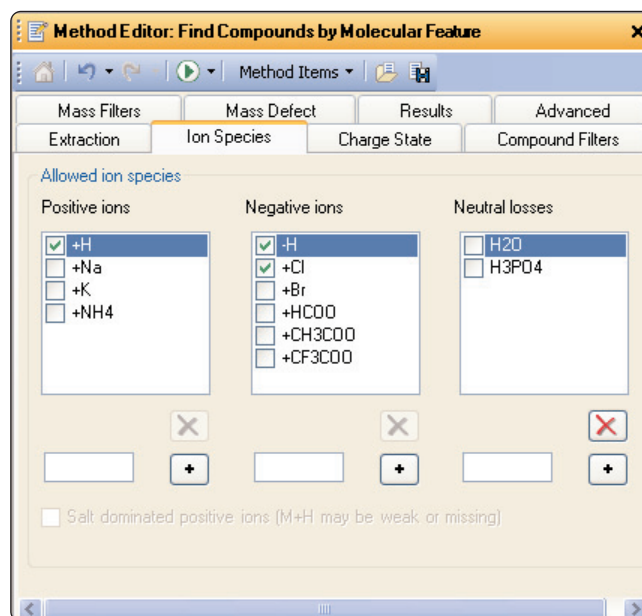 Method Editor: Find Compounds by Molecular Feature
Method Items
Mass Filters Mass Defect Results Advanced
Extraction Ion Species Charge State Compound Filters
Allowed ion species
Positive ions Negative ions Neutral losses
+H -H H2O
+Na +Cl H3PO4
+K +Br
+NH4 +HCOO
+CH3COO
+CF3COO
Salt dominated positive ions (M+H may be weak or missing)